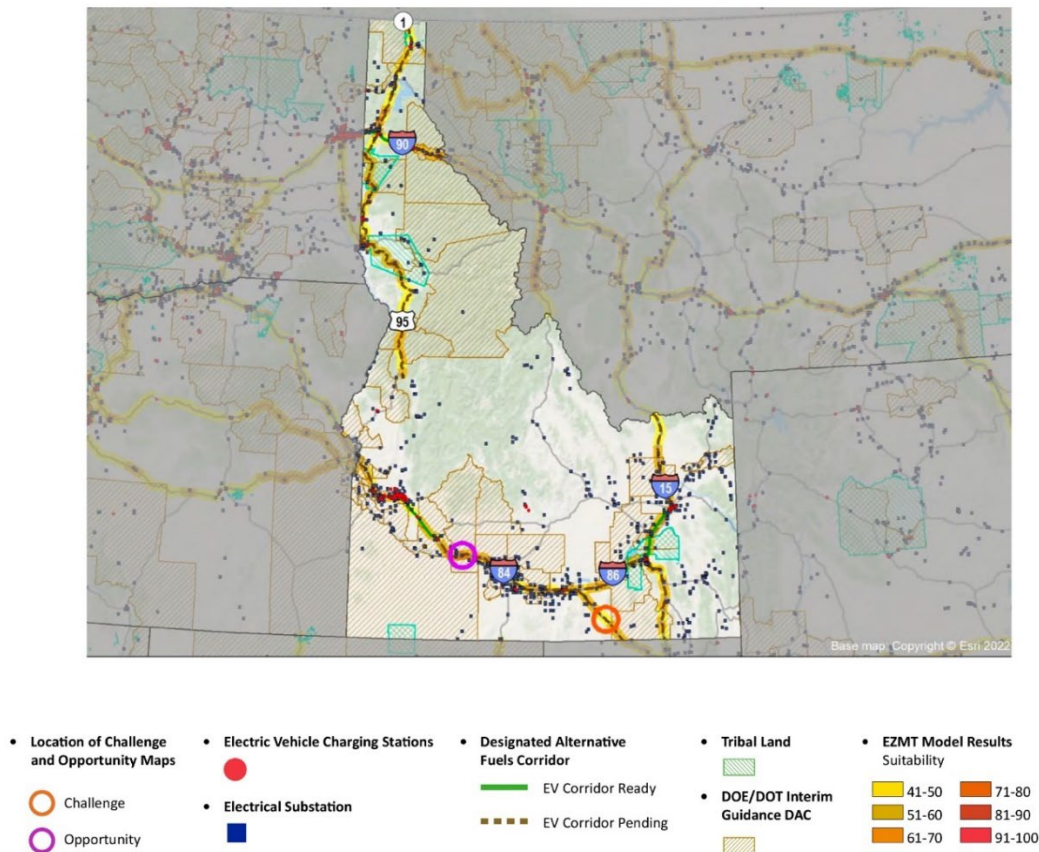 1
90
95
15
84
86
Base map: Copyright © Esri 2022
• Location of Challenge
and Opportunity Maps
Challenge
Opportunity
• Electric Vehicle Charging Stations
• Electrical Substation
• Designated Alternative
Fuels Corridor
EV Corridor Ready
EV Corridor Pending
• Tribal Land
• DOE/DOT Interim
Guidance DAC
• EZMT Model Results
Suitability
41-50
51-60
61-70
71-80
81-90
91-100